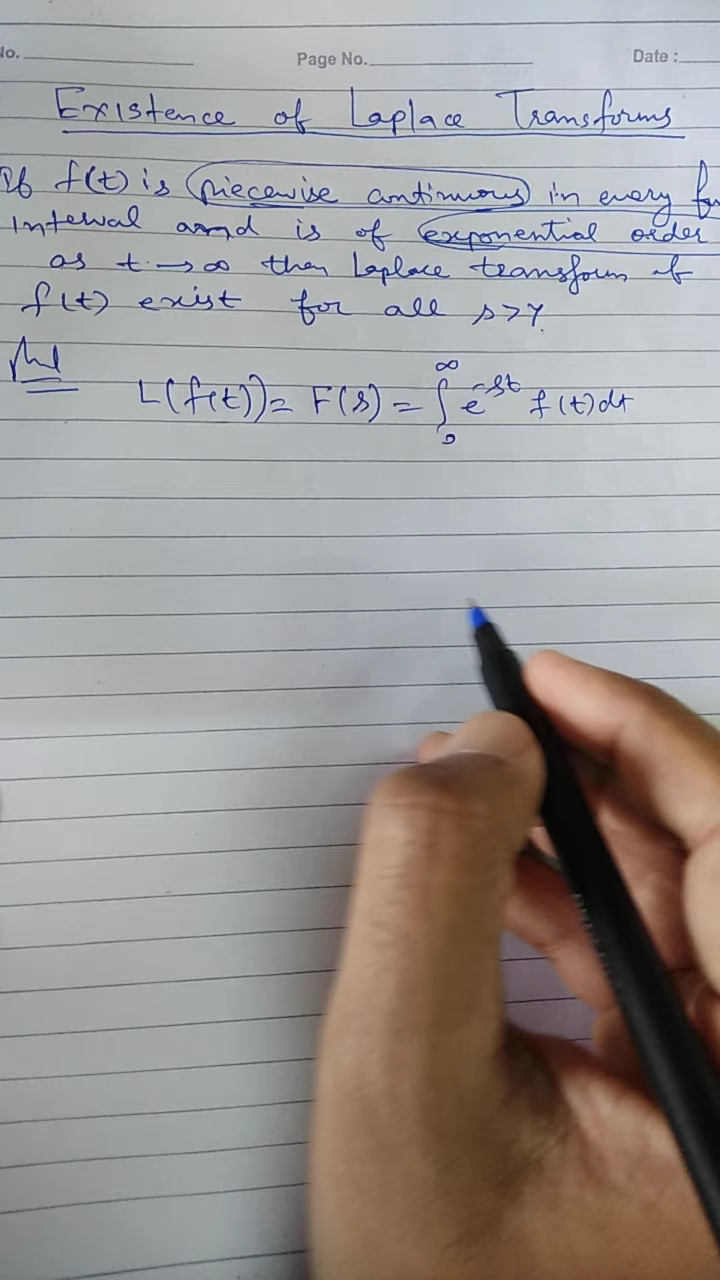 No. Page No. Date :
Existence of Laplace Transforms
If f(t) is piecewise continuous in every
interval and is of exponential order
as t → ∞ then Laplace transform of
f(t) exist for all s>γ.
L(f(t)) = F(s) = ∫₀^∞ e^-st f(t)dt